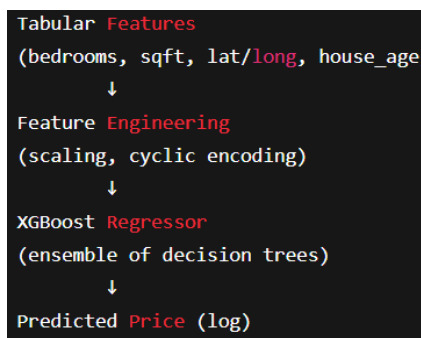 Tabular Features
(bedrooms, sqft, lat/long, house_age
↓
Feature Engineering
(scaling, cyclic encoding)
↓
XGBoost Regressor
(ensemble of decision trees)
↓
Predicted Price (log)